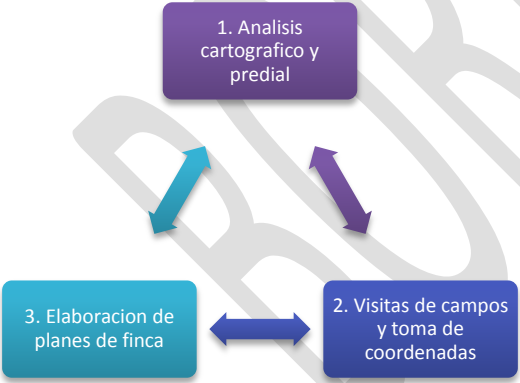 1. Analisis
cartografico y
predial
3. Elaboracion de
planes de finca
2. Visitas de campos
y toma de
coordenadas